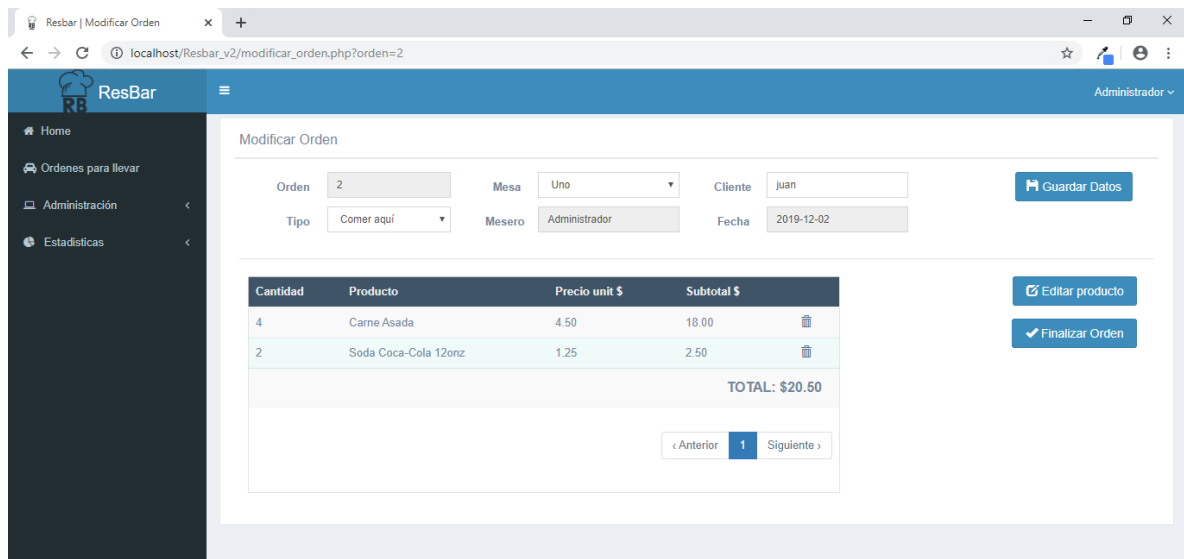 Resbar | Modificar Orden
localhost/Resbar_v2/modificar_orden.php?orden=2
RB ResBar
Administrador
Home
Ordenes para llevar
Administración
Estadisticas
Modificar Orden
Orden 2 Mesa Uno Cliente juan Guardar Datos
Tipo Comer aquí Mesero Administrador Fecha 2019-12-02
Cantidad Producto Precio unit $ Subtotal $
4 Carne Asada 4.50 18.00
2 Soda Coca-Cola 12onz 1.25 2.50
TOTAL: $20.50
‹ Anterior 1 Siguiente ›
Editar producto
Finalizar Orden